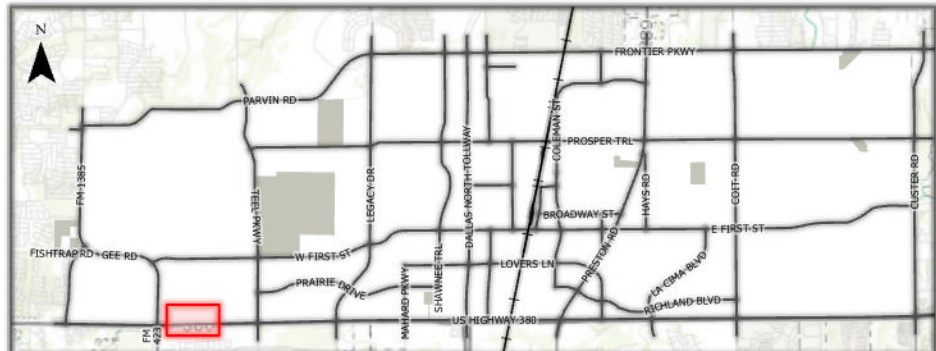 N
FRONTIER PKWY
PARVIN RD
COLEMAN ST
PROSPER TRL
FM 1385
TEEL PKWY
LEGACY DR
DALLAS NORTH TOLLWAY
HAYS RD
COIT RD
CUSTER RD
BROADWAY ST
E FIRST ST
FISHTRAP RD
GEE RD
W FIRST ST
SHAWNEE TRL
PRESTON RD
LOVERS LN
LA CIMA BLVD
PRAIRIE DRIVE
MAHARD PKWY
RICHLAND BLVD
US HIGHWAY 380
FM
423
380